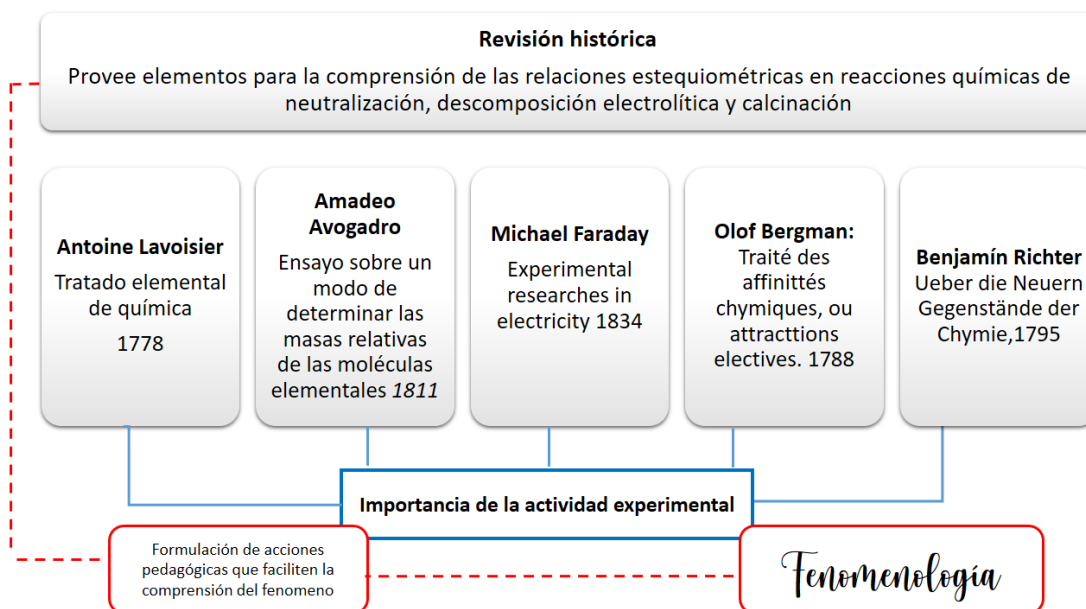 Revisión histórica
Provee elementos para la comprensión de las relaciones estequiométricas en reacciones químicas de
neutralización, descomposición electrolítica y calcinación
Antoine Lavoisier
Tratado elemental
de química
1778
Amadeo
Avogadro
Ensayo sobre un
modo de
determinar las
masas relativas
de las moléculas
elementales 1811
Michael Faraday
Experimental
researches in
electricity 1834
Olof Bergman:
Traité des
affinittés
chymiques, ou
attracttions
electives. 1788
Benjamín Richter
Ueber die Neuern
Gegenstände der
Chymie,1795
Importancia de la actividad experimental
Formulación de acciones
pedagógicas que faciliten la
comprensión del fenomeno
Fenomenología